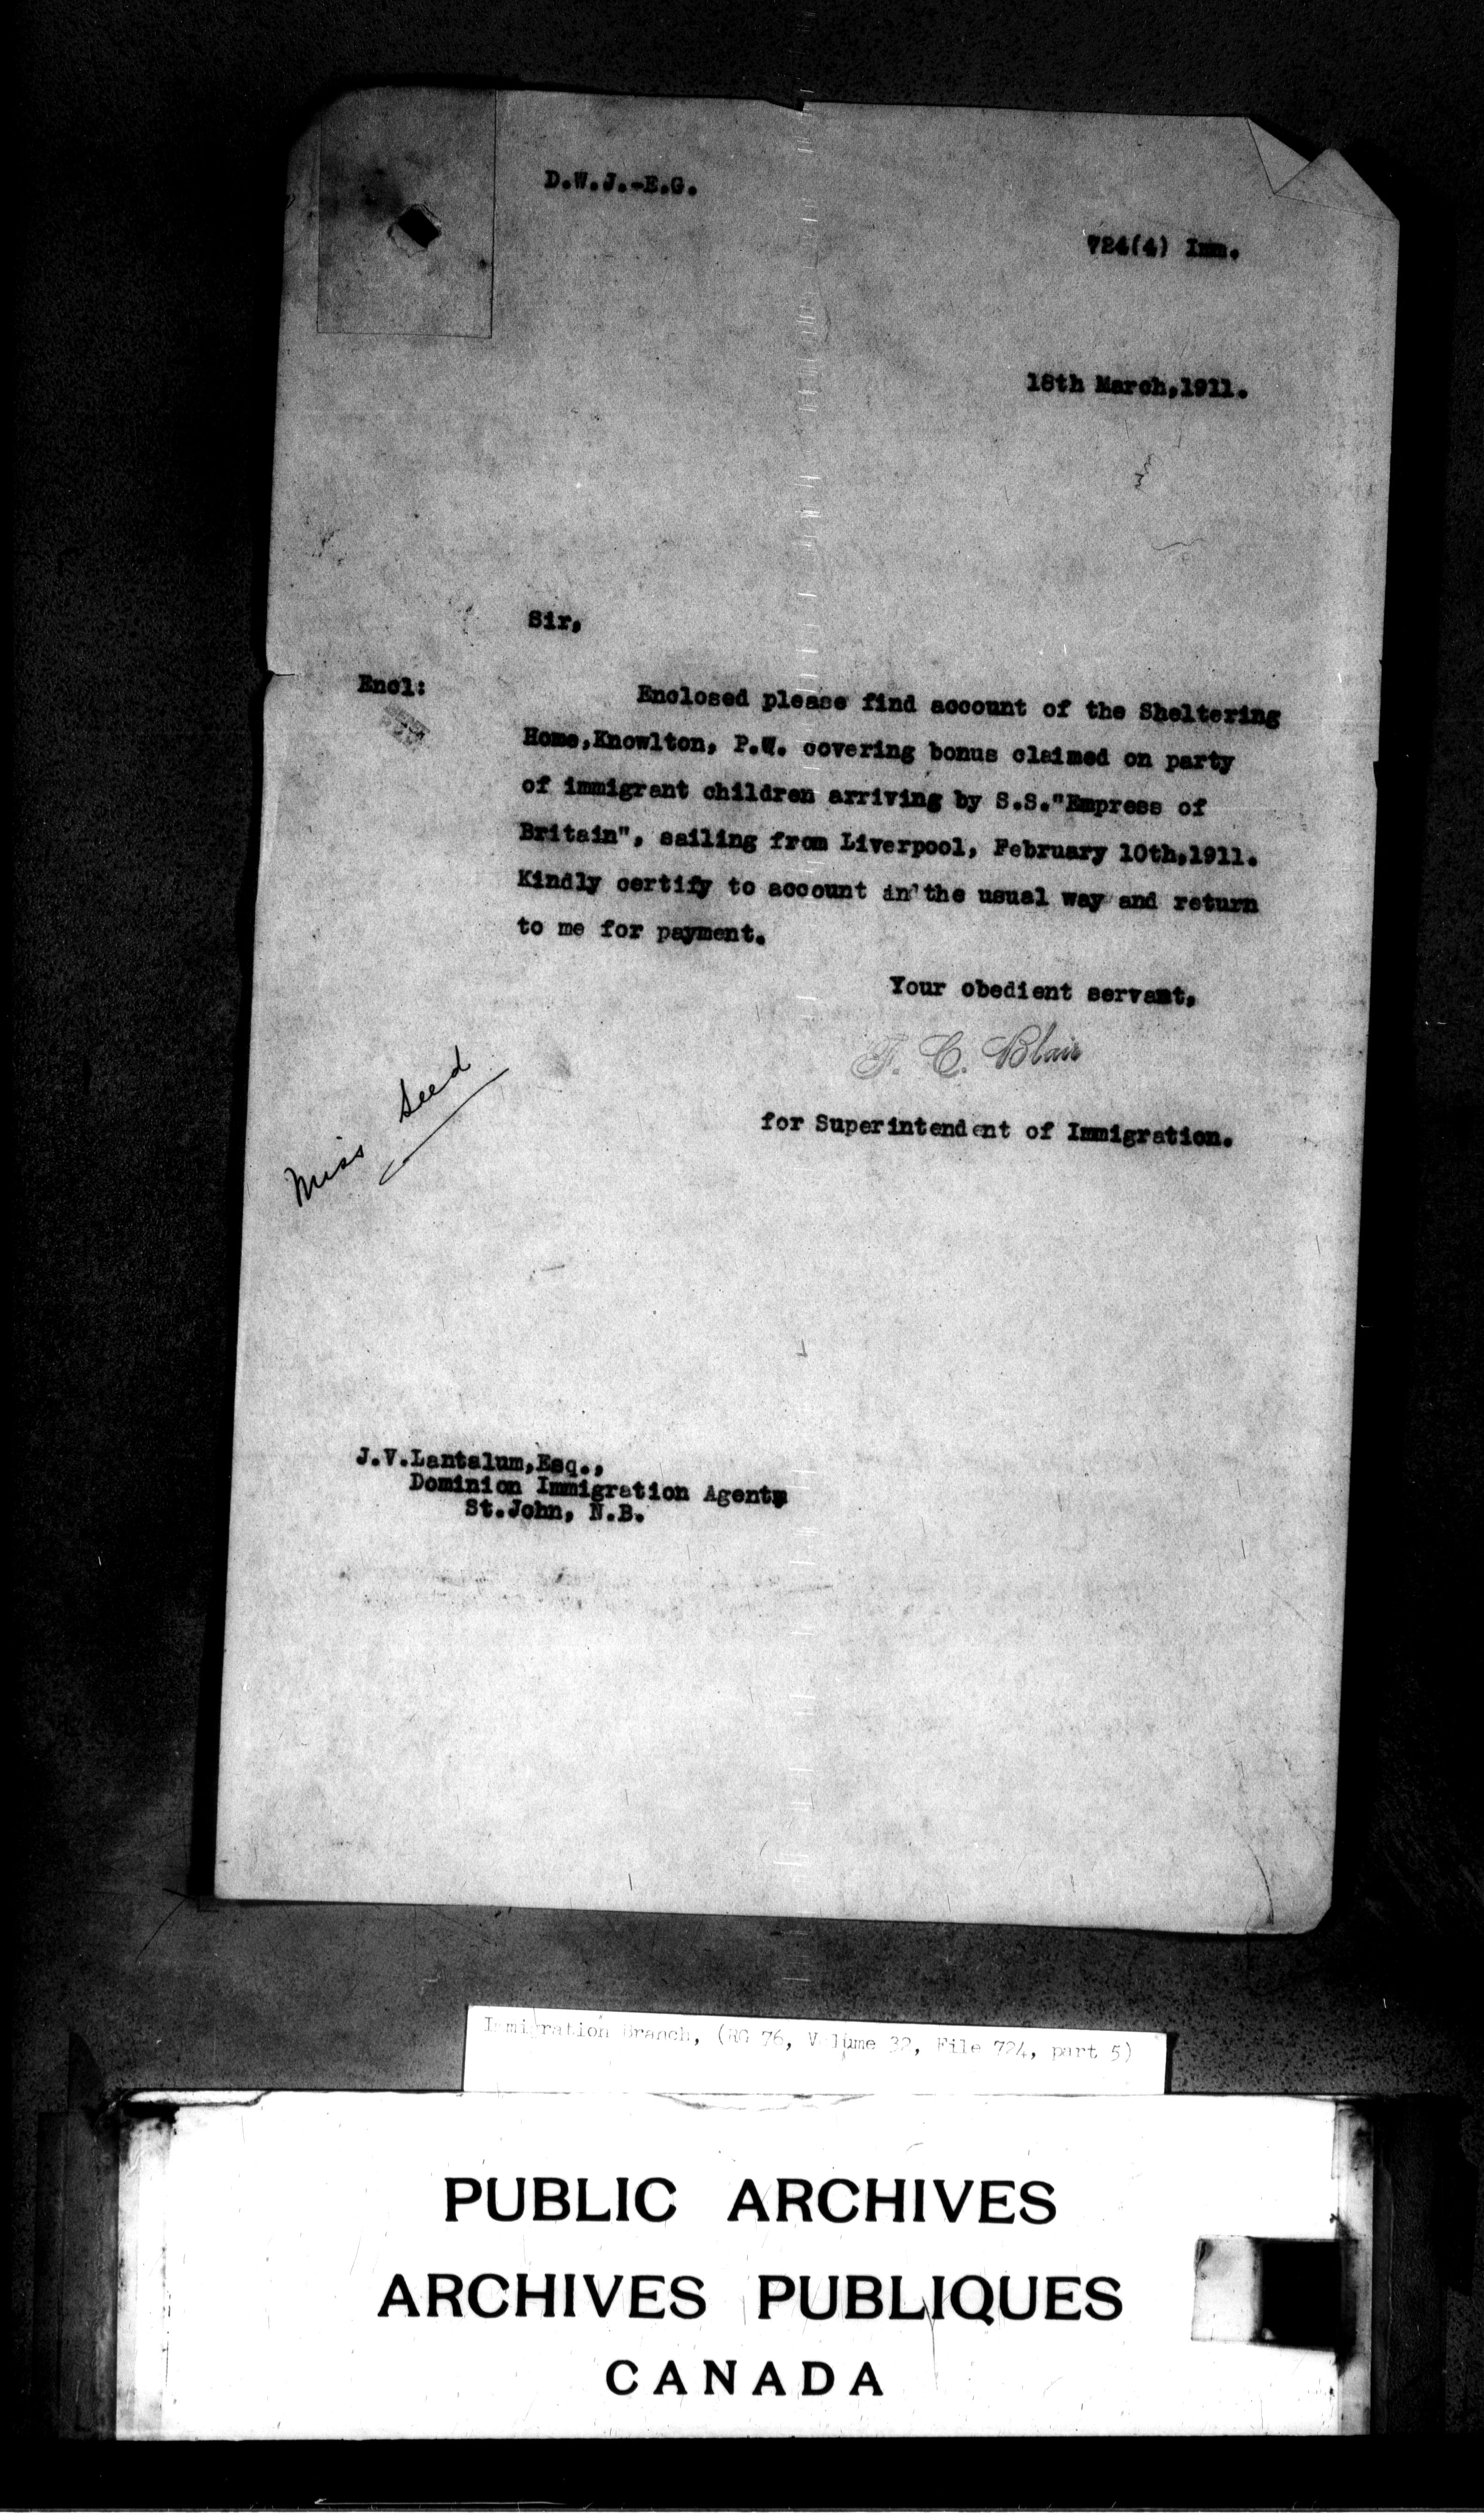 D.W.J.-E.G.
724(4) Imm.
18th March,1911.
Sir,
Encl:
Enclosed please find account of the Sheltering
Home,Knowlton, P.Q. covering bonus claimed on party
of immigrant children arriving by S.S."Empress of
Britain", sailing from Liverpool, February 10th,1911.
Kindly certify to account in the usual way and return
to me for payment.
Your obedient servant,
F. C. Blair
for Superintendent of Immigration.
Miss Seed
J.V.Lantalum,Esq.,
Dominion Immigration Agent,
St.John, N.B.
Immigration Branch, (RG 76, Volume 32, File 724, part 5)
PUBLIC ARCHIVES
ARCHIVES PUBLIQUES
CANADA